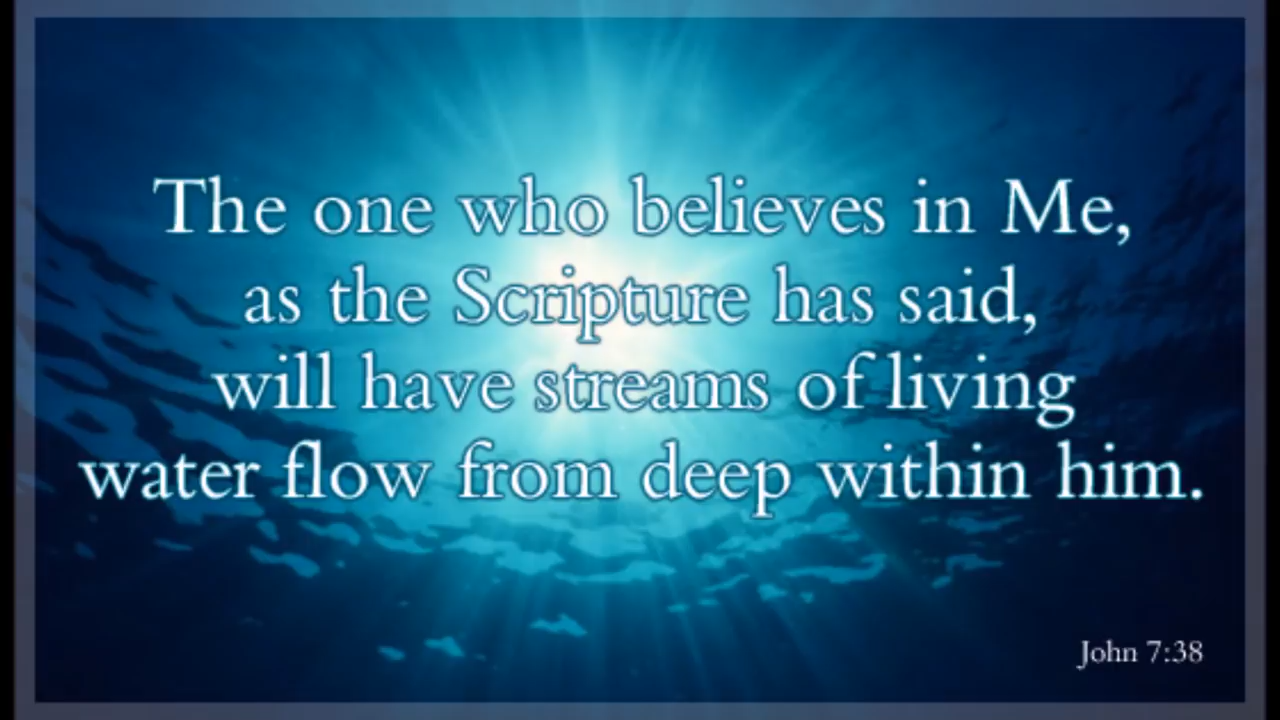 The one who believes in Me,
as the Scripture has said,
will have streams of living
water flow from deep within him.
John 7:38